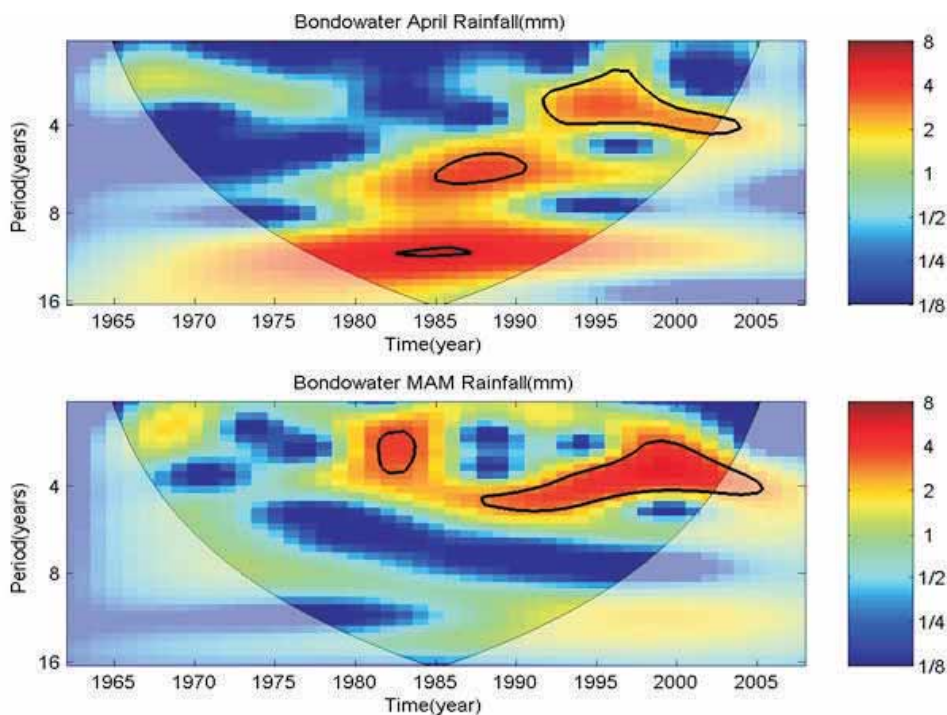 Bondowater April Rainfall(mm)
Period(years)
4
8
16
1965 1970 1975 1980 1985 1990 1995 2000 2005
Time(year)
8
4
2
1
1/2
1/4
1/8
Bondowater MAM Rainfall(mm)
Period(years)
4
8
16
1965 1970 1975 1980 1985 1990 1995 2000 2005
Time(year)
8
4
2
1
1/2
1/4
1/8